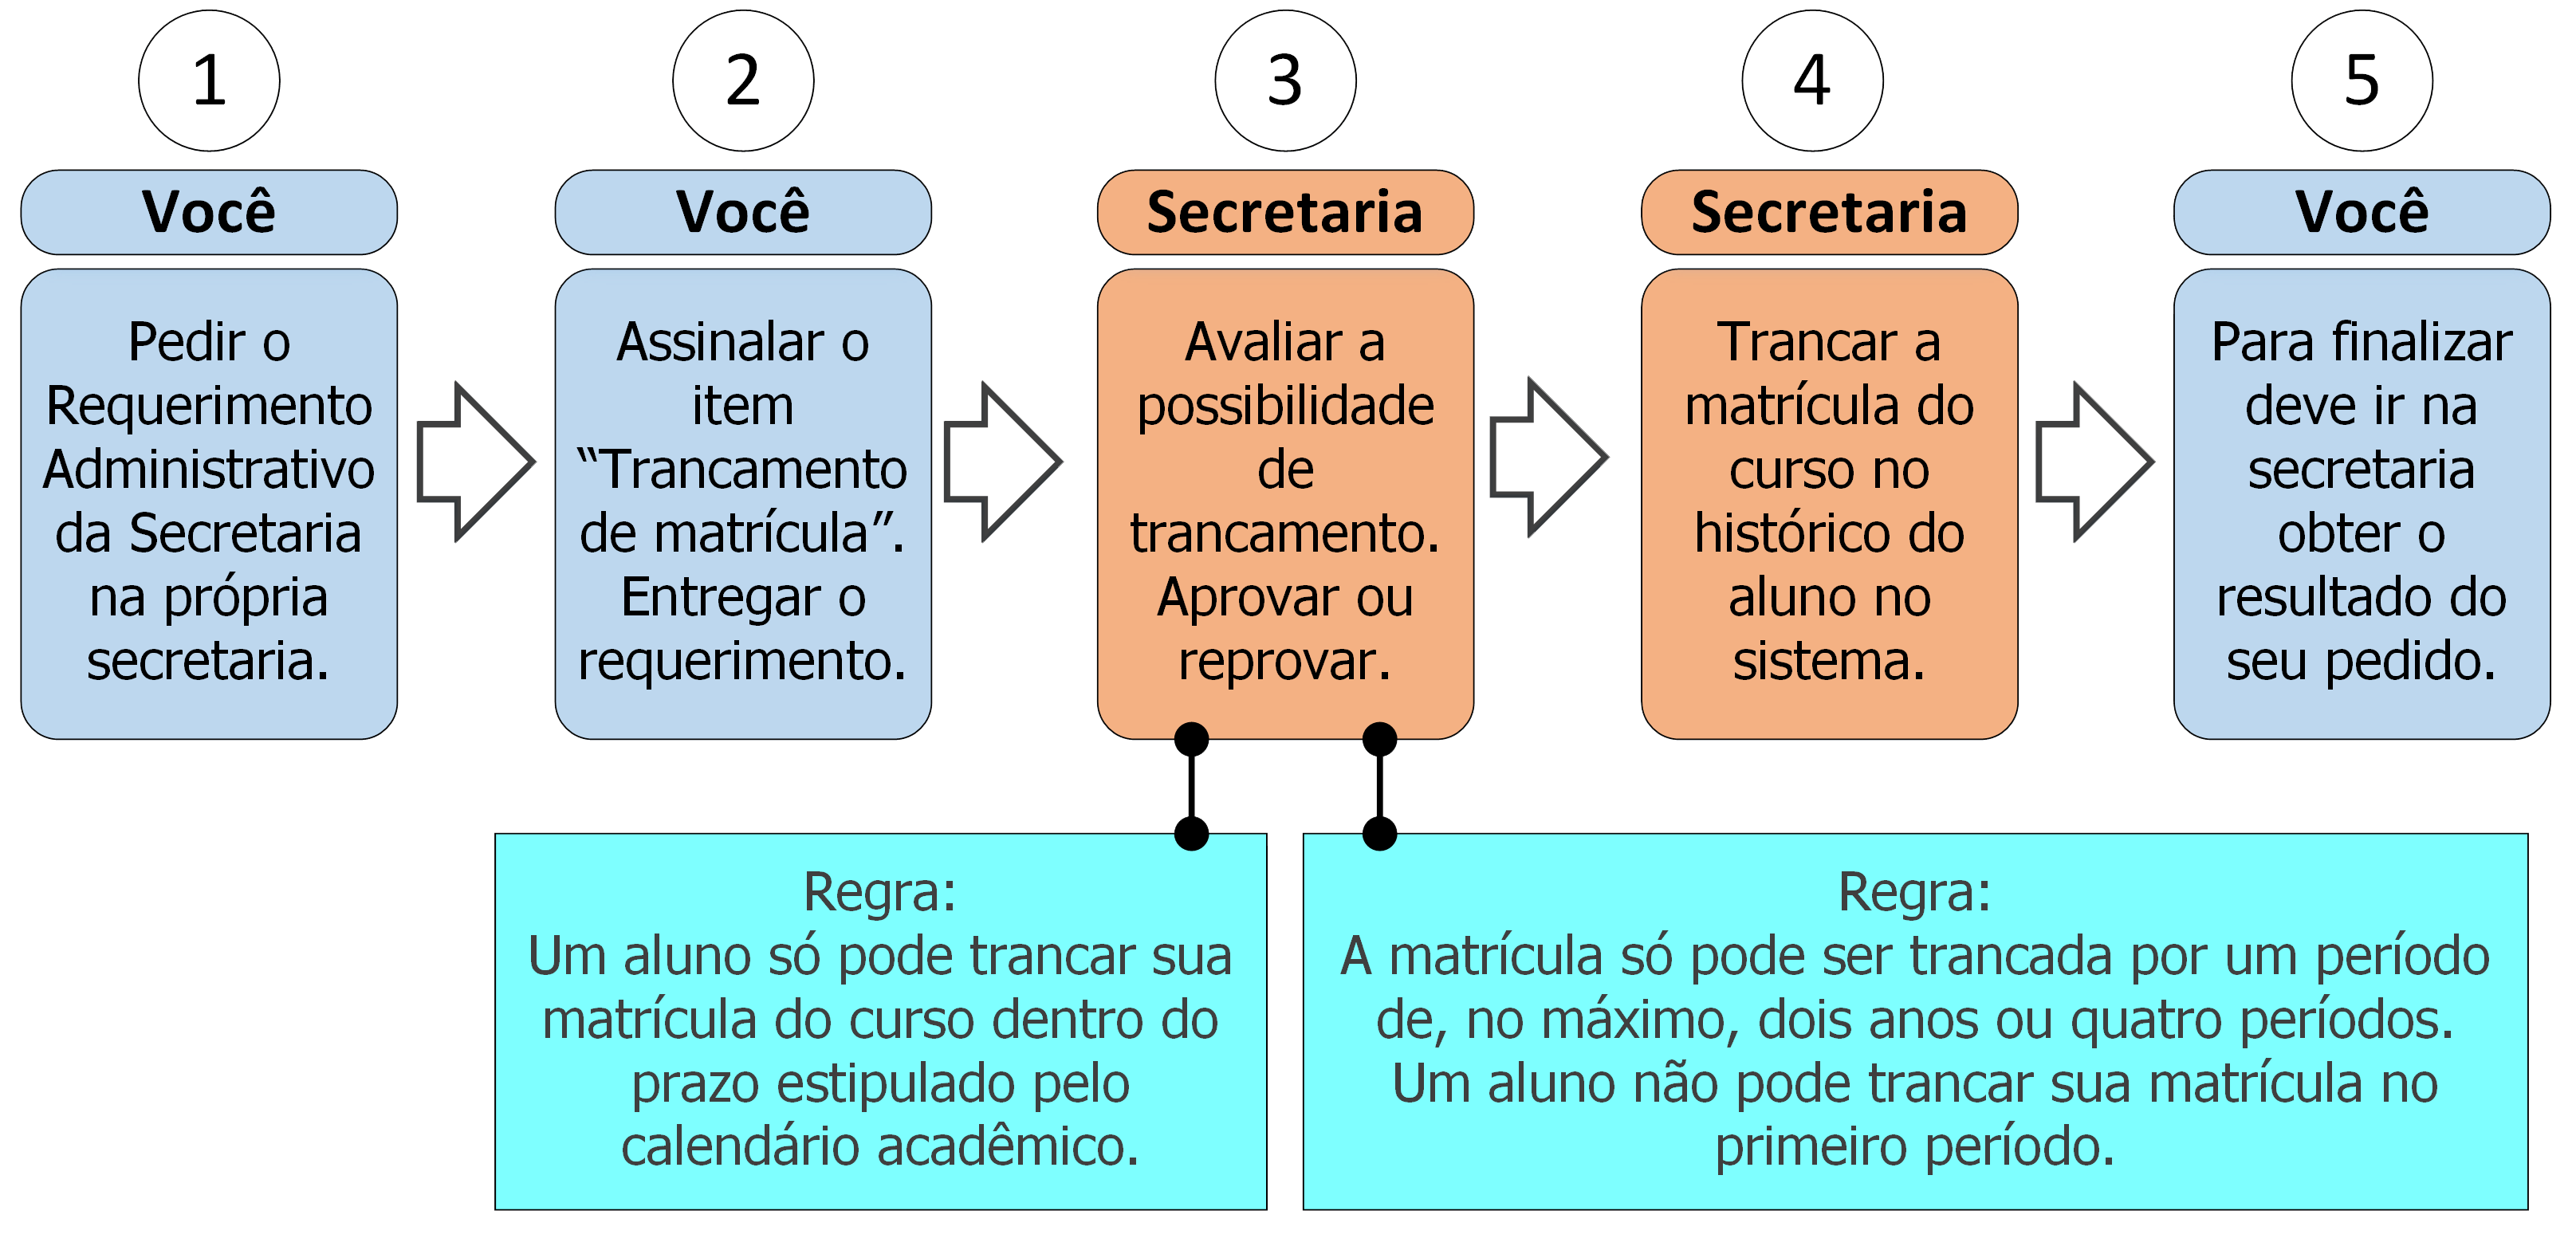 1
Você
Pedir o
Requerimento
Administrativo
da Secretaria
na própria
secretaria.
2
Você
Assinalar o
item
“Trancamento
de matrícula”.
Entregar o
requerimento.
3
Secretaria
Avaliar a
possibilidade
de
trancamento.
Aprovar ou
reprovar.
4
Secretaria
Trancar a
matrícula do
curso no
histórico do
aluno no
sistema.
5
Você
Para finalizar
deve ir na
secretaria
obter o
resultado do
seu pedido.
Regra:
Um aluno só pode trancar sua
matrícula do curso dentro do
prazo estipulado pelo
calendário acadêmico.
Regra:
A matrícula só pode ser trancada por um período
de, no máximo, dois anos ou quatro períodos.
Um aluno não pode trancar sua matrícula no
primeiro período.